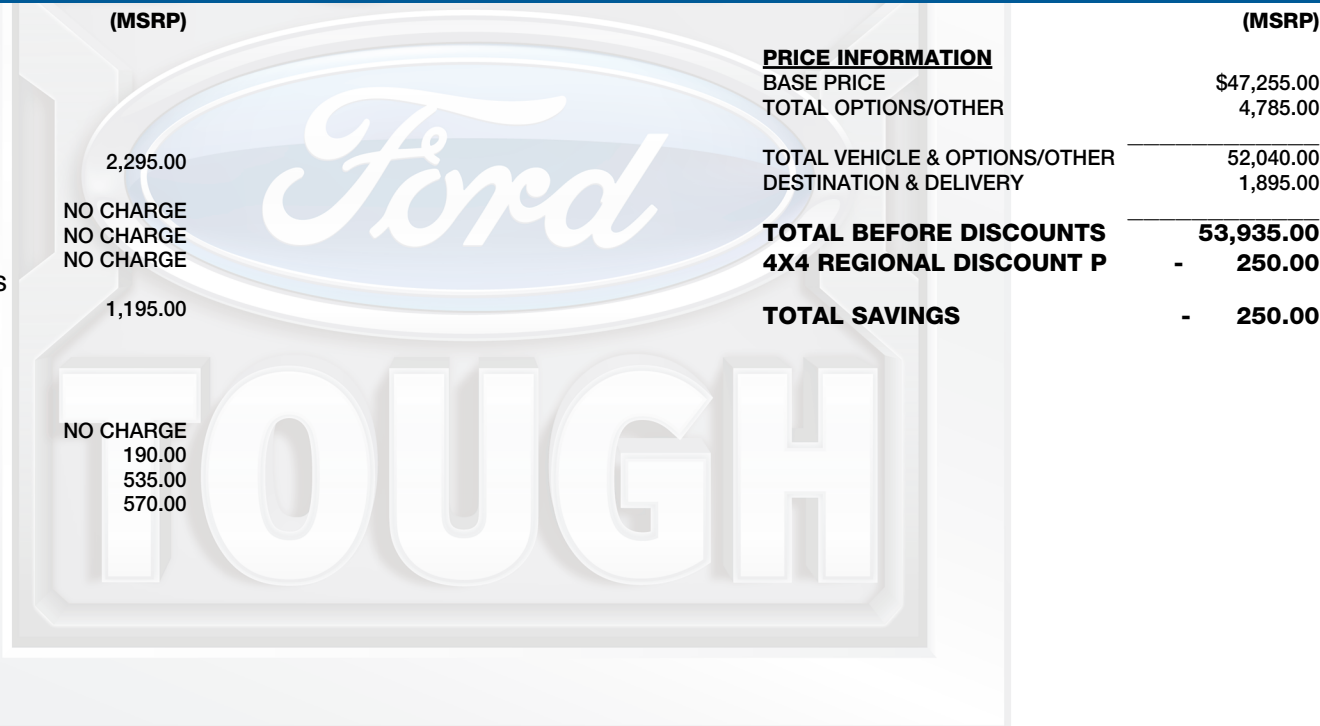 (MSRP)
2,295.00
NO CHARGE
NO CHARGE
NO CHARGE
S
1,195.00
NO CHARGE
190.00
535.00
570.00
Ford
TOUGH
(MSRP)
PRICE INFORMATION
BASE PRICE $47,255.00
TOTAL OPTIONS/OTHER 4,785.00
TOTAL VEHICLE & OPTIONS/OTHER 52,040.00
DESTINATION & DELIVERY 1,895.00
TOTAL BEFORE DISCOUNTS 53,935.00
4X4 REGIONAL DISCOUNT P - 250.00
TOTAL SAVINGS - 250.00